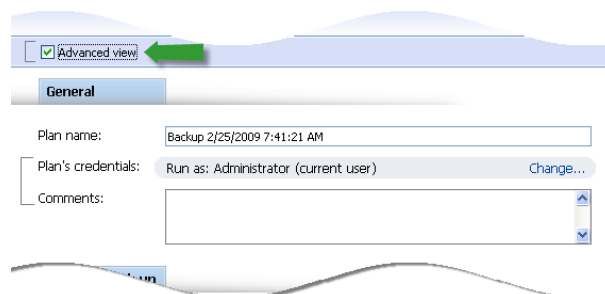 Advanced view
General
Plan name: Backup 2/25/2009 7:41:21 AM
Plan's credentials: Run as: Administrator (current user) Change...
Comments: